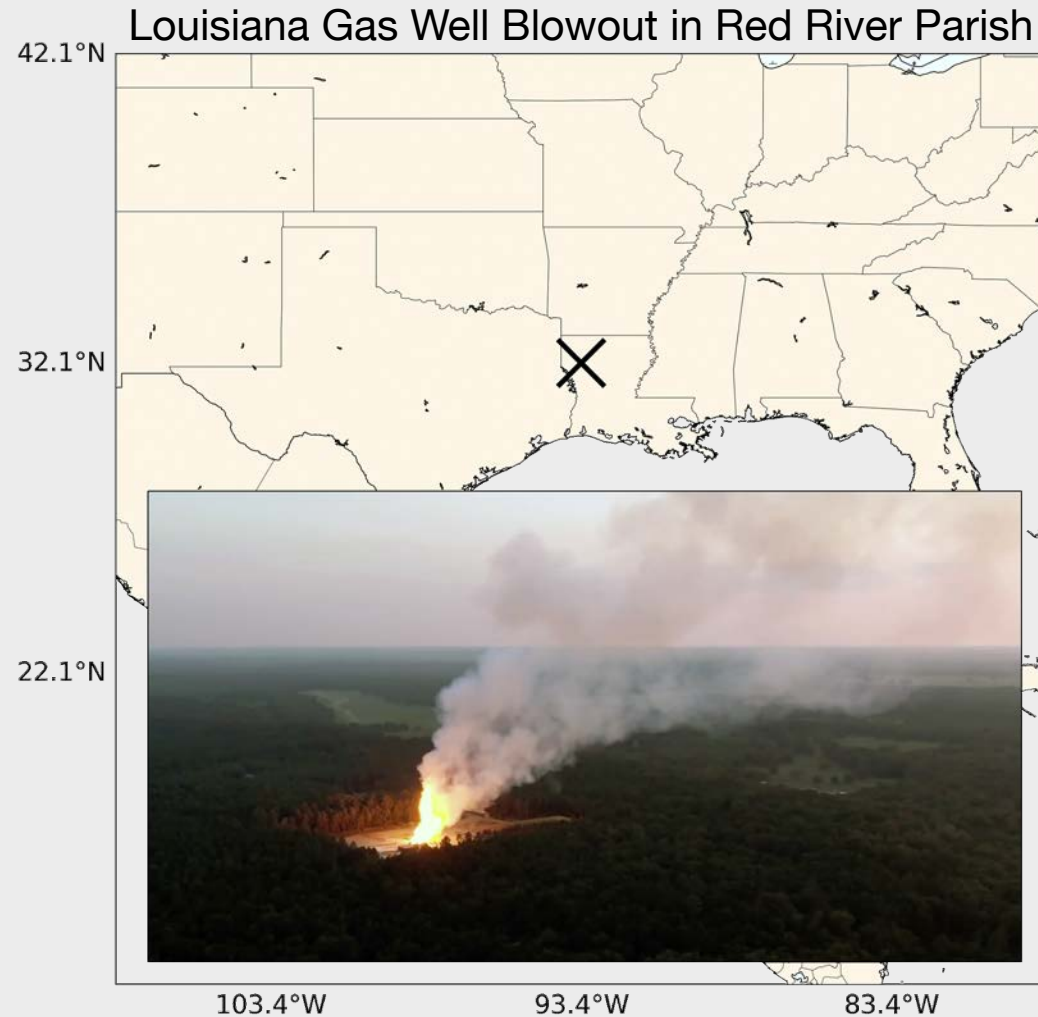 Louisiana Gas Well Blowout in Red River Parish
42.1°N
32.1°N
22.1°N
103.4°W
93.4°W
83.4°W